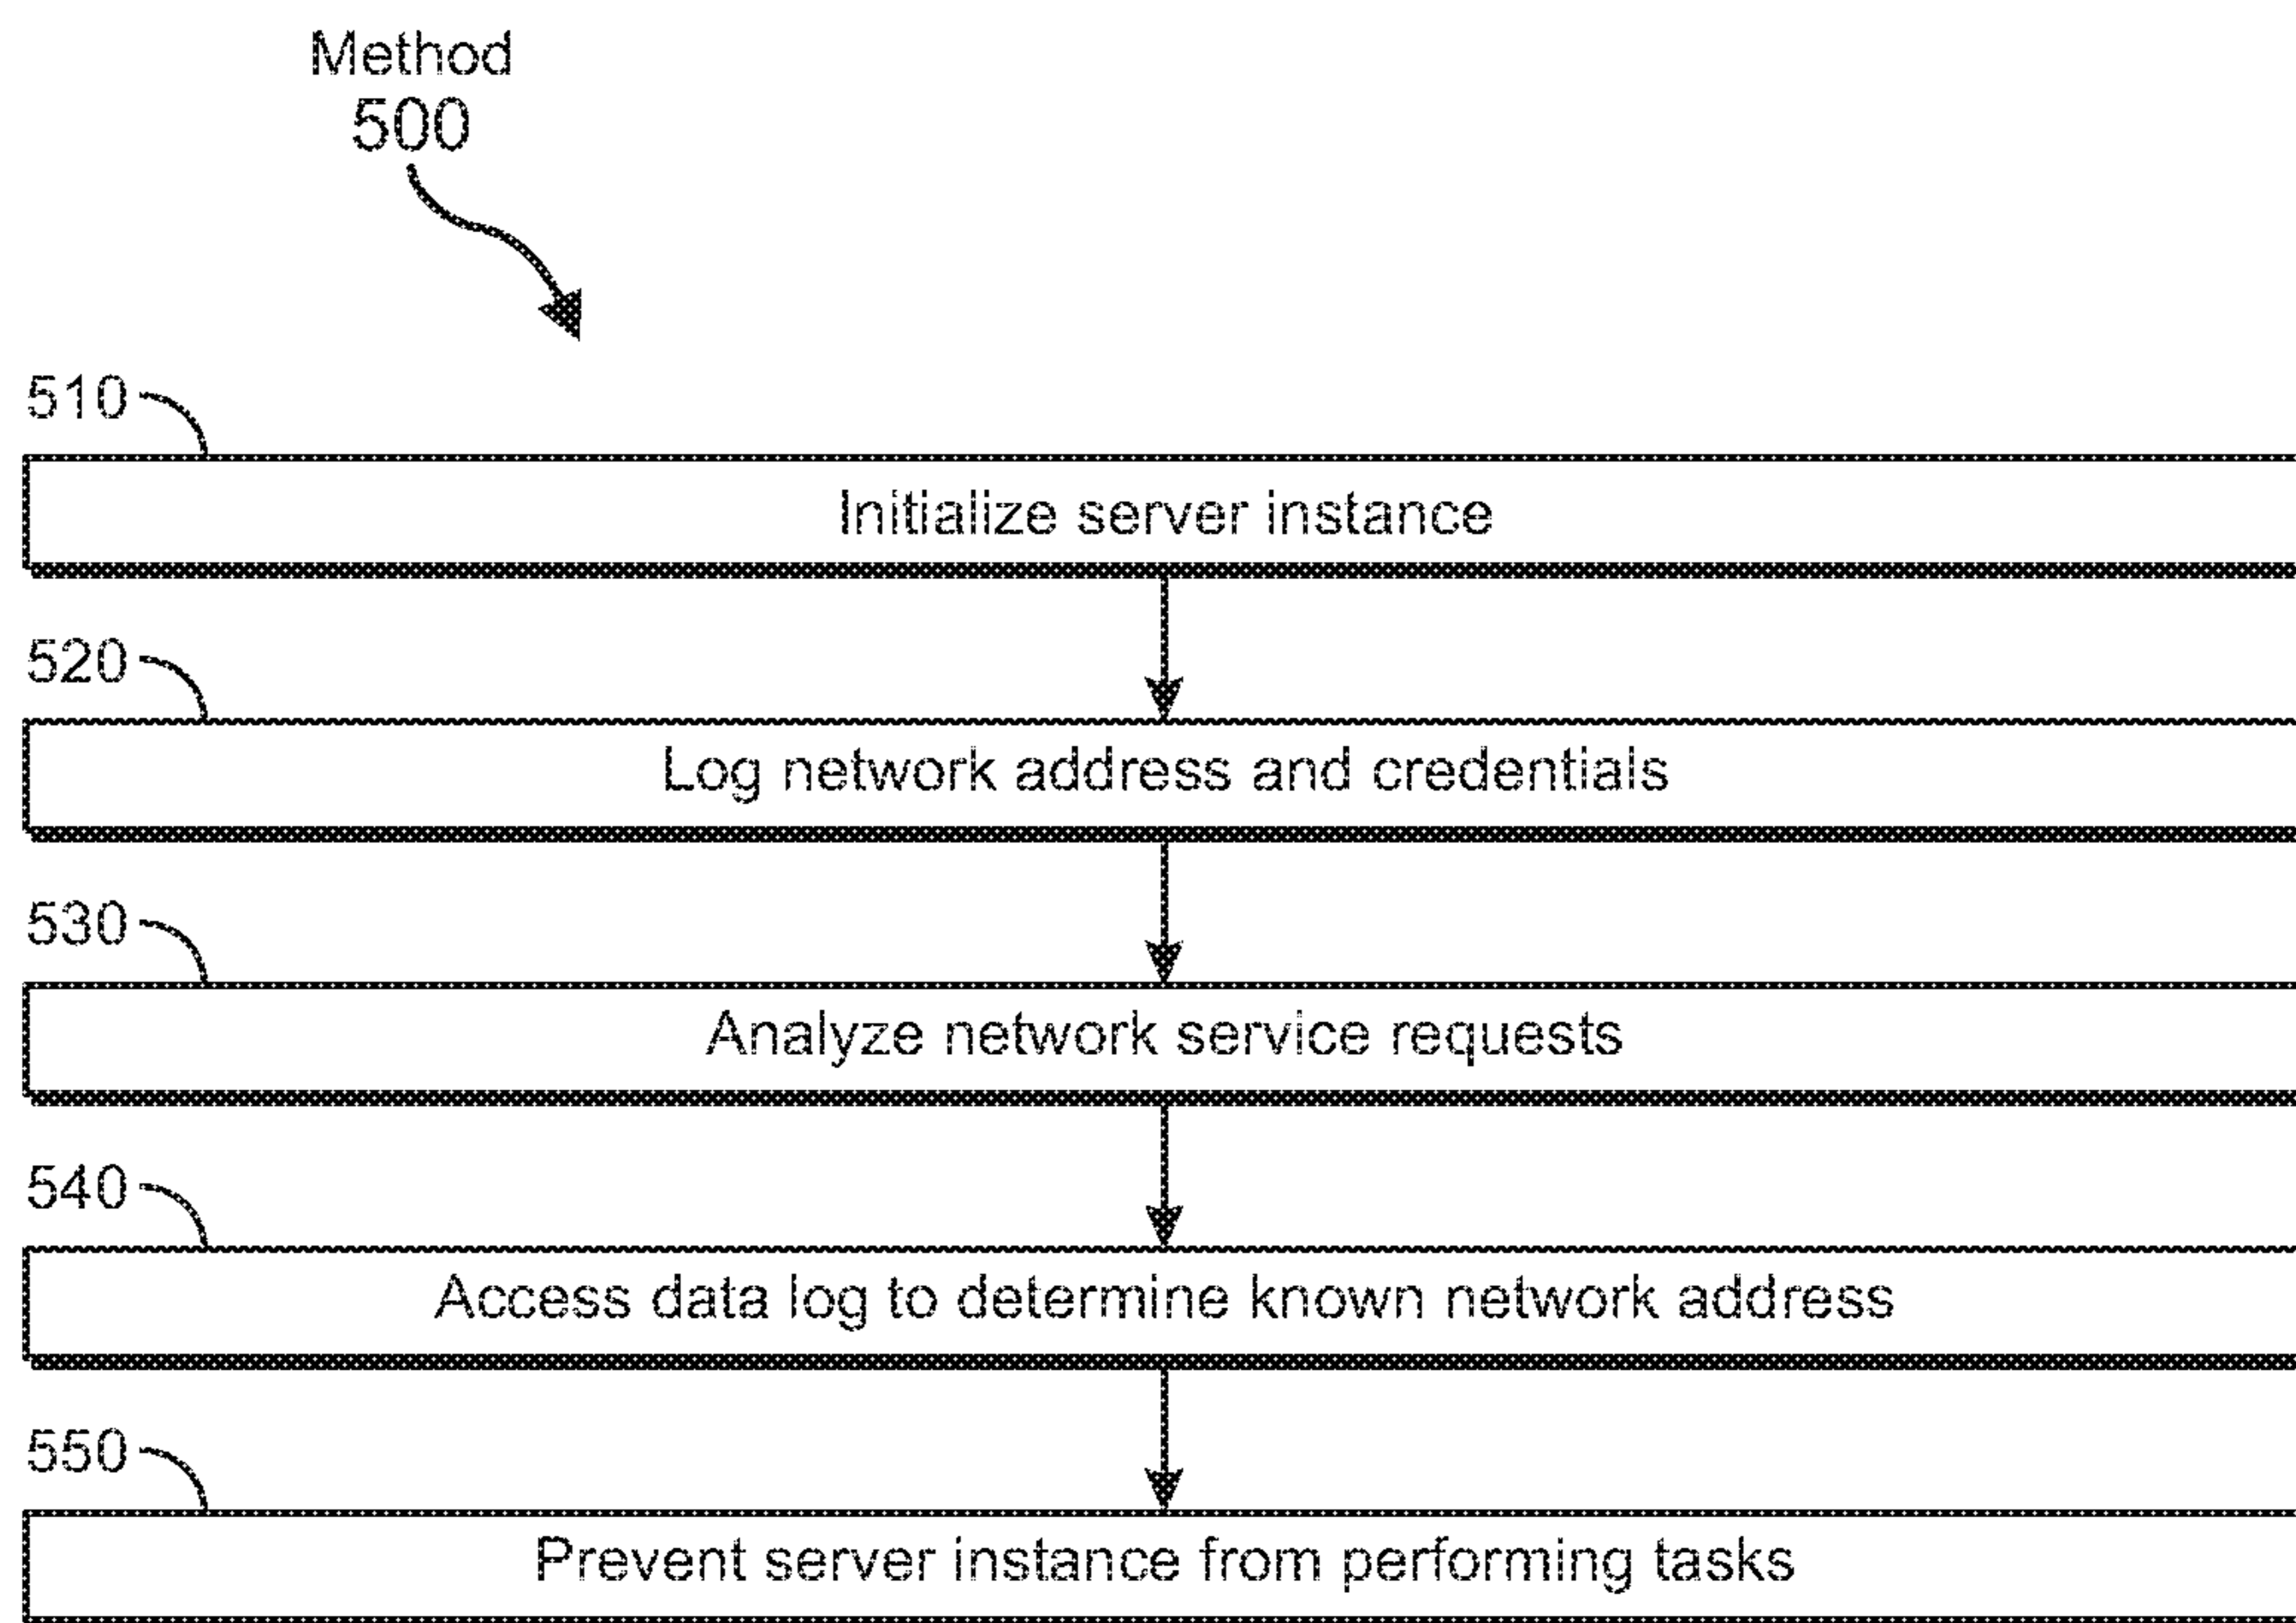 Method
500
510
Initialize server instance
520
Log network address and credentials
530
Analyze network service requests
540
Access data log to determine known network address
550
Prevent server instance from performing tasks